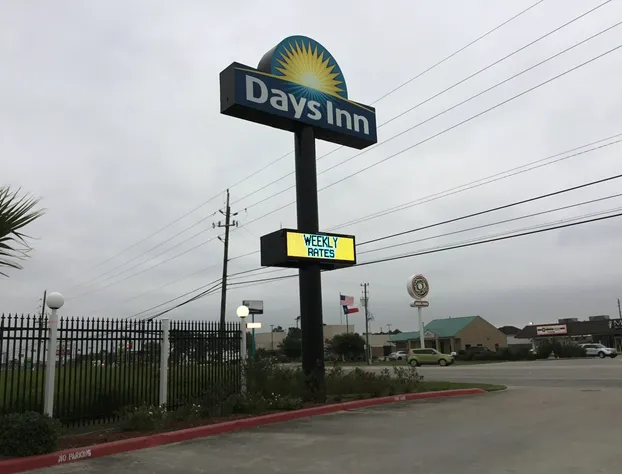 Days Inn
WEEKLY
RATES
NO PARKING